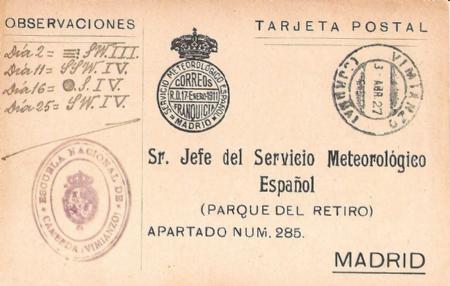 OBSERVACIONES
Día 2 = SW.III.
Día 11 = SSW.IV.
Día 16 = S.IV.
Día 25 = SW.IV.
TARJETA POSTAL
SERVICIO METEOROLÓGICO ESPAÑOL
CORREOS
R.D. 17-Enero-1911
FRANQUICIA
MADRID
VIMIANZO
3 ABR 27
(CORUÑA)
ESCUELA NACIONAL DE
(VIMIANZO)
Sr. Jefe del Servicio Meteorológico
Español
(PARQUE DEL RETIRO)
APARTADO NUM. 285.
MADRID